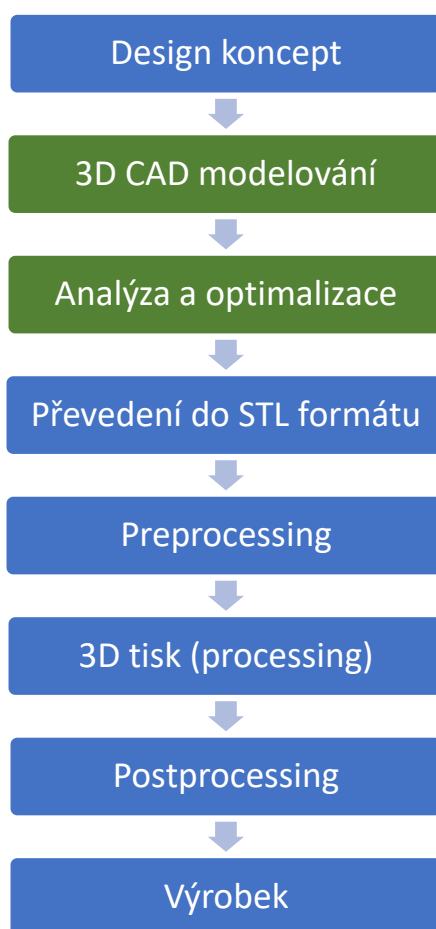 Design koncept
3D CAD modelování
Analýza a optimalizace
Převedení do STL formátu
Preprocessing
3D tisk (processing)
Postprocessing
Výrobek